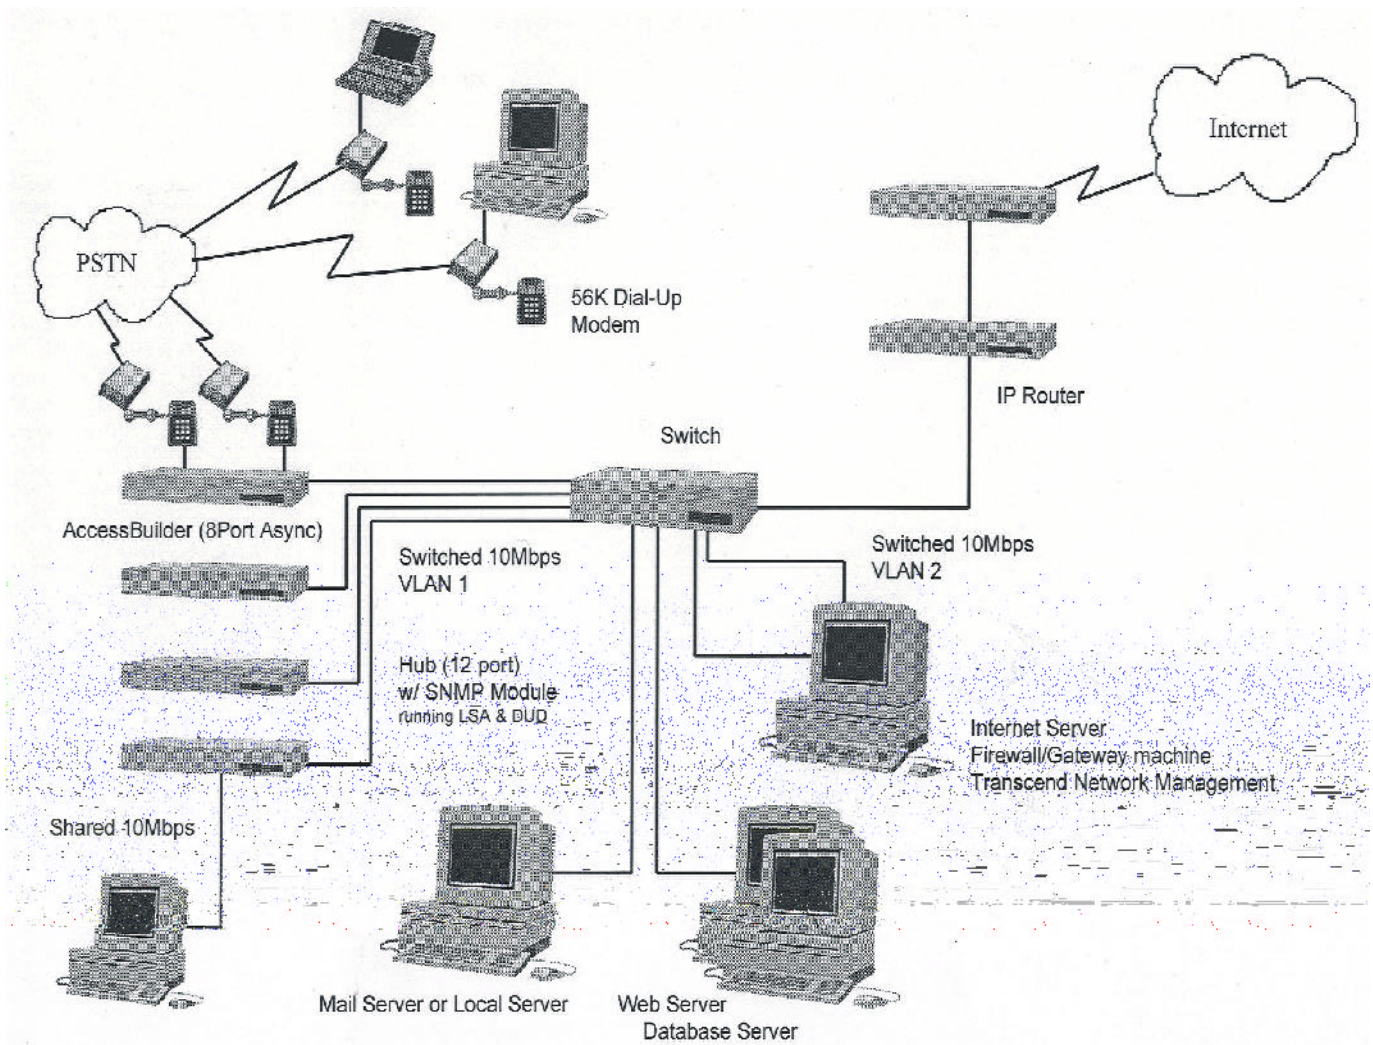 Internet
PSTN
56K Dial-Up
Modem
IP Router
Switch
AccessBuilder (8Port Async)
Switched 10Mbps
VLAN 1
Switched 10Mbps
VLAN 2
Hub (12 port)
w/ SNMP Module
running LSA & DUD
Internet Server
Firewall/Gateway machine
Transcend Network Management
Shared 10Mbps
Mail Server or Local Server
Web Server
Database Server